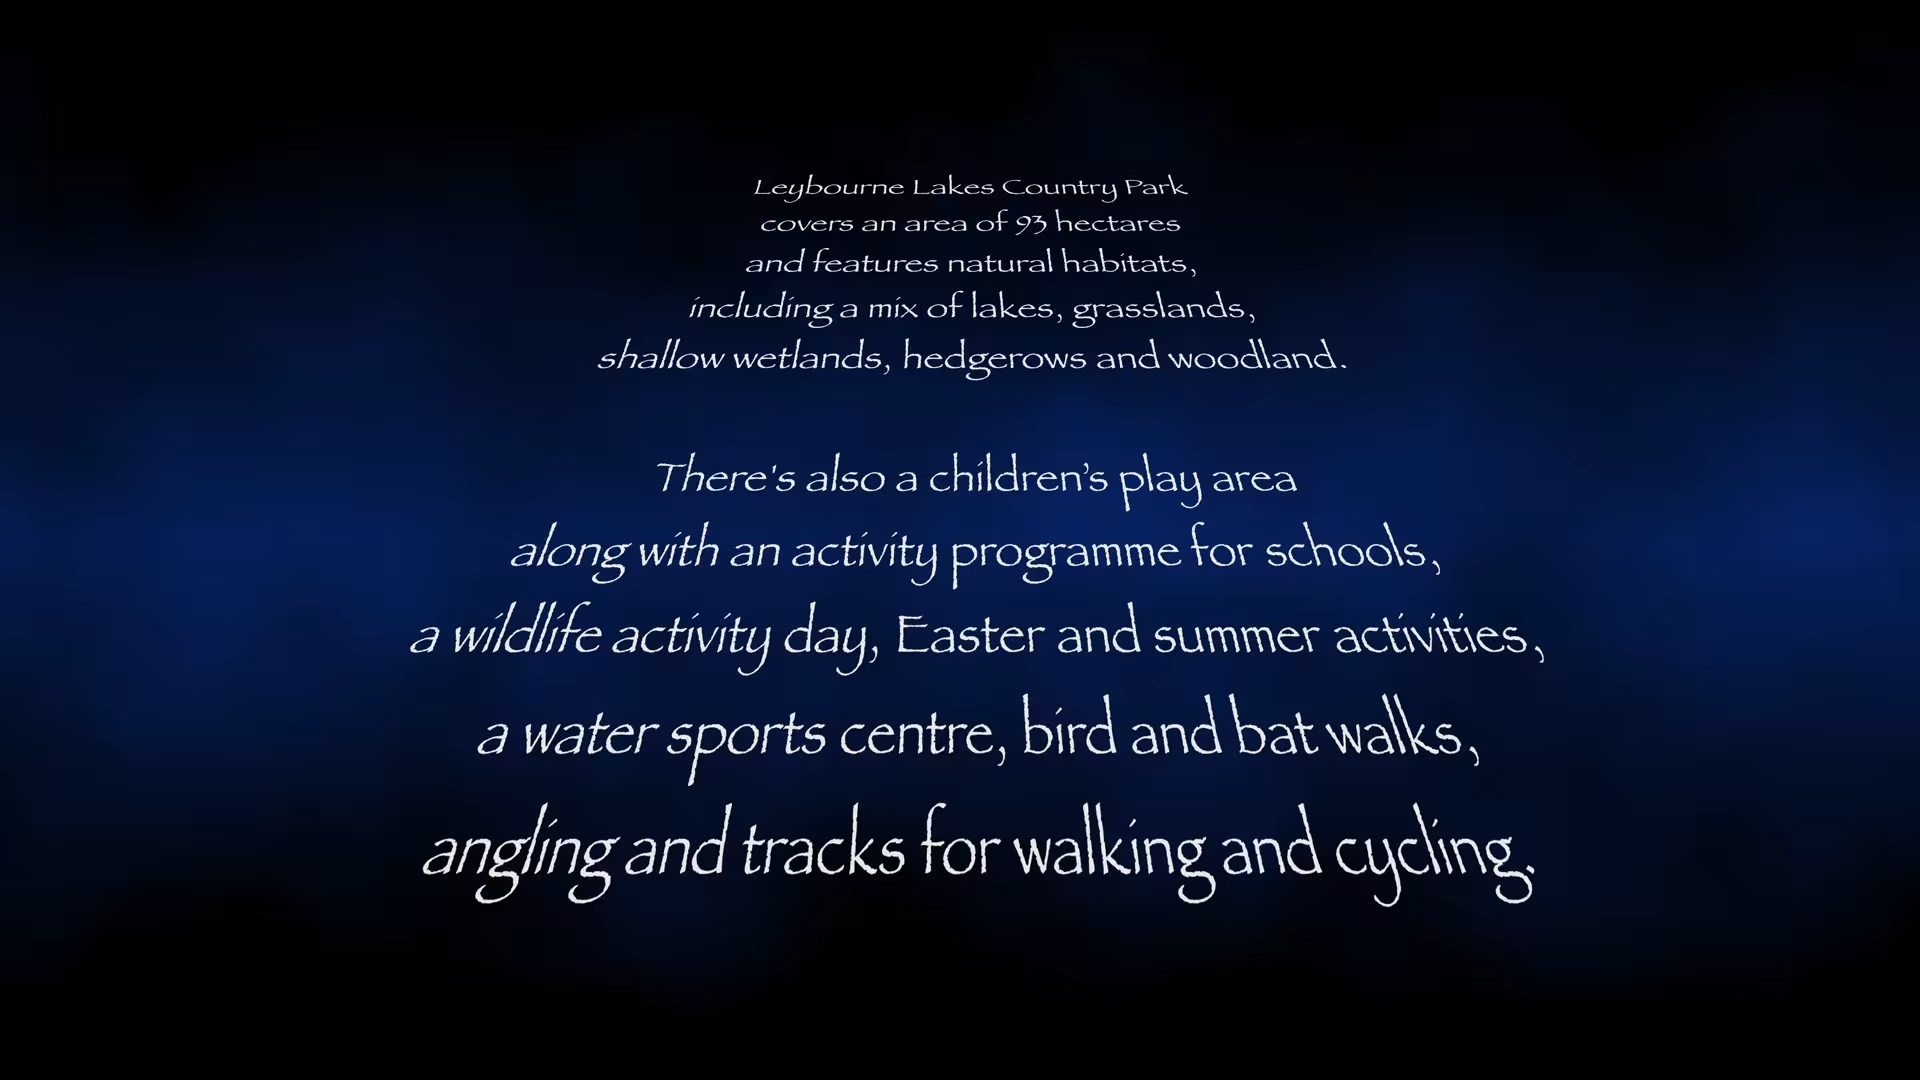 Leybourne Lakes Country Park
covers an area of 93 hectares
and features natural habitats,
including a mix of lakes, grasslands,
shallow wetlands, hedgerows and woodland.
There's also a children’s play area
along with an activity programme for schools,
a wildlife activity day, Easter and summer activities,
a water sports centre, bird and bat walks,
angling and tracks for walking and cycling.